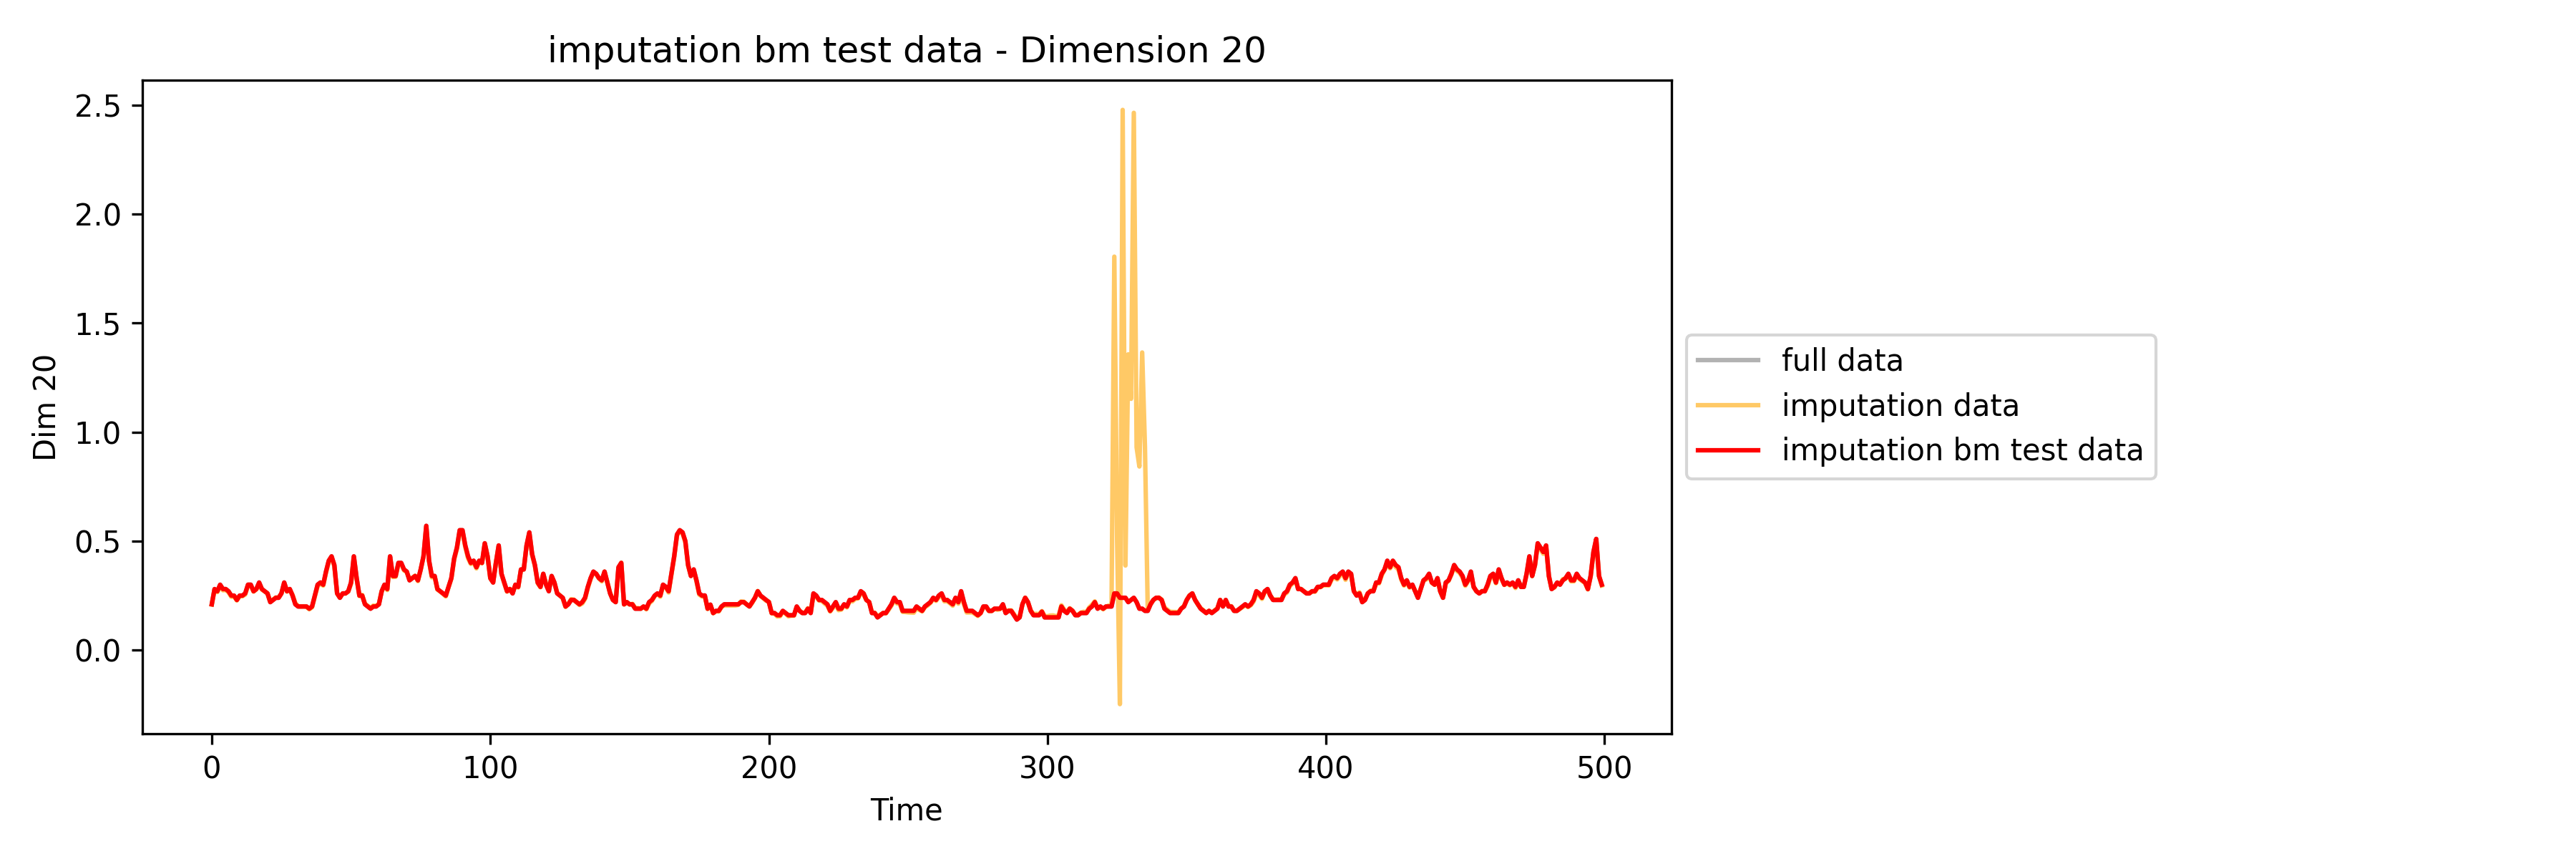 imputation bm test data - Dimension 20
2.5
2.0
1.5
1.0
0.5
0.0
Dim 20
0 100 200 300 400 500
Time
full data
imputation data
imputation bm test data